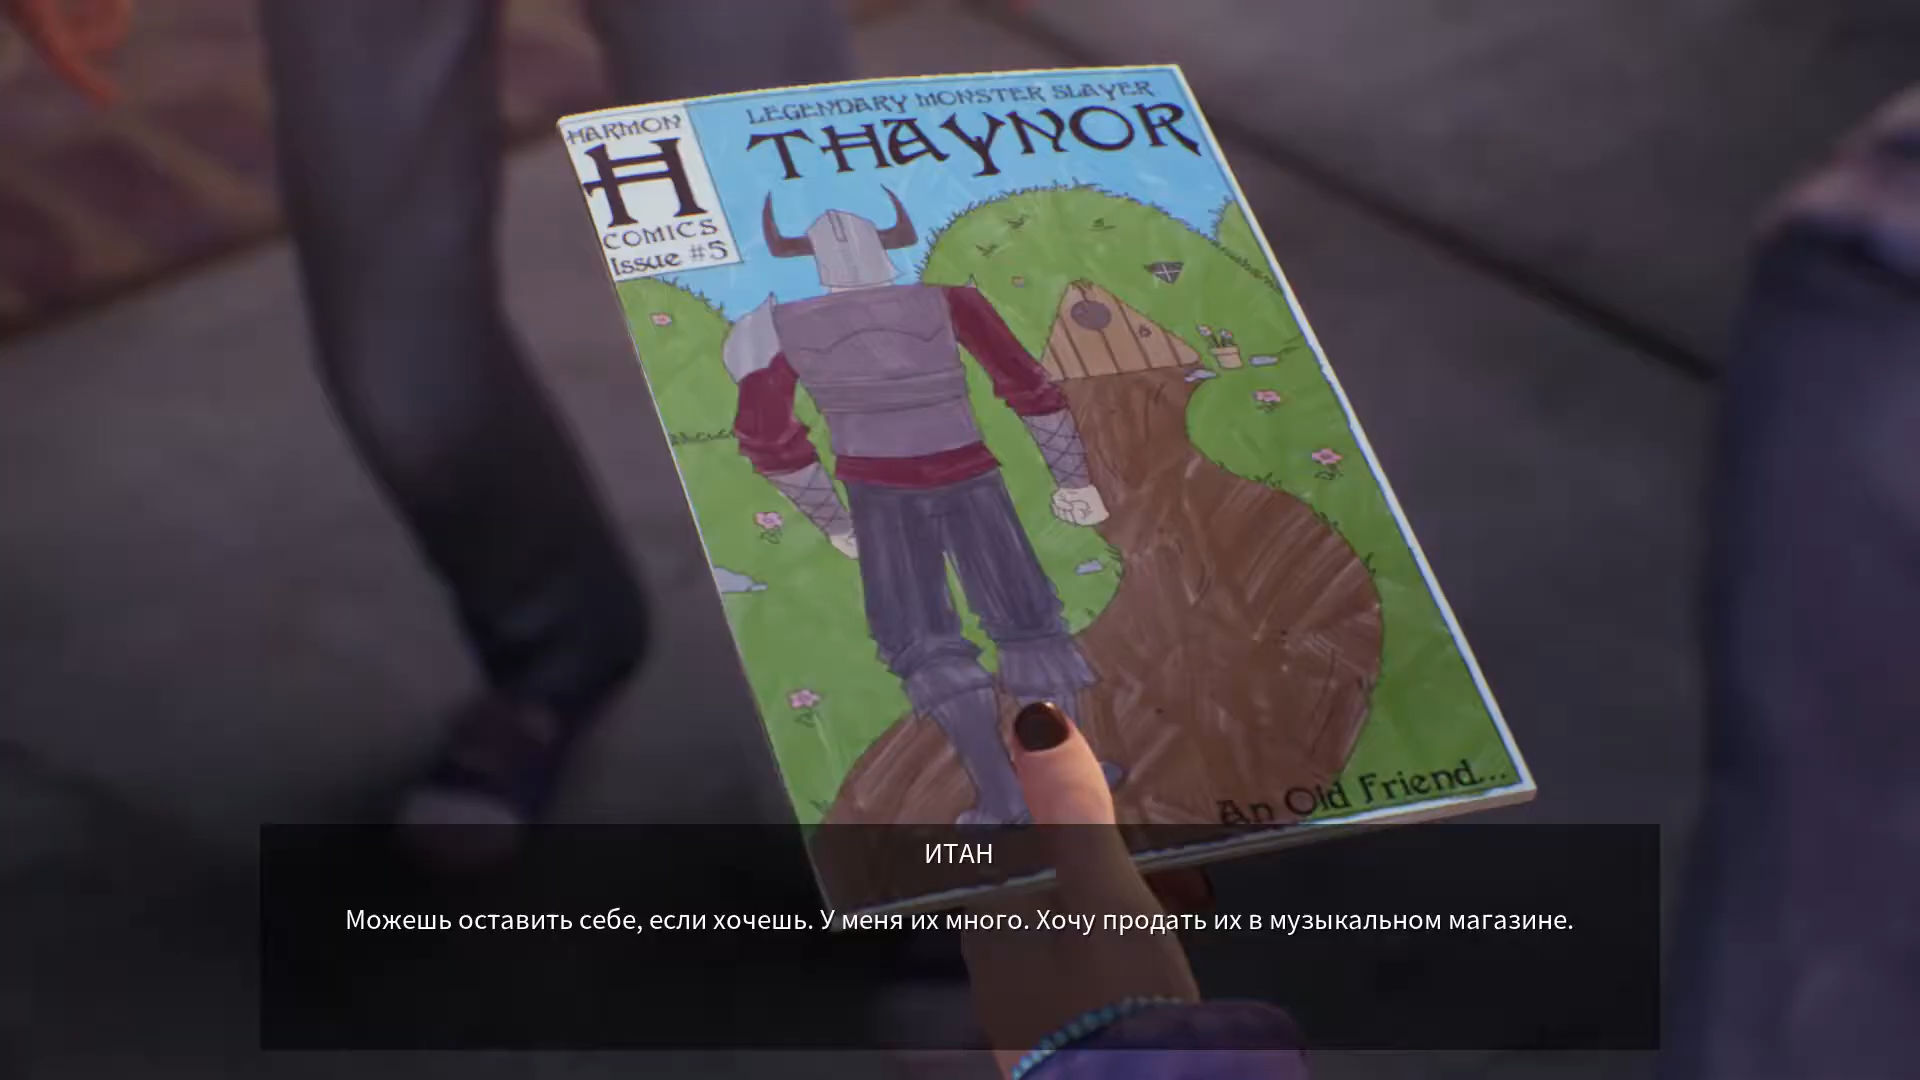 LEGENDARY MONSTER SLAYER
THAYNOR
HARMON
H
COMICS
Issue #5
An Old Friend...
ИТАН
Можешь оставить себе, если хочешь. У меня их много. Хочу продать их в музыкальном магазине.